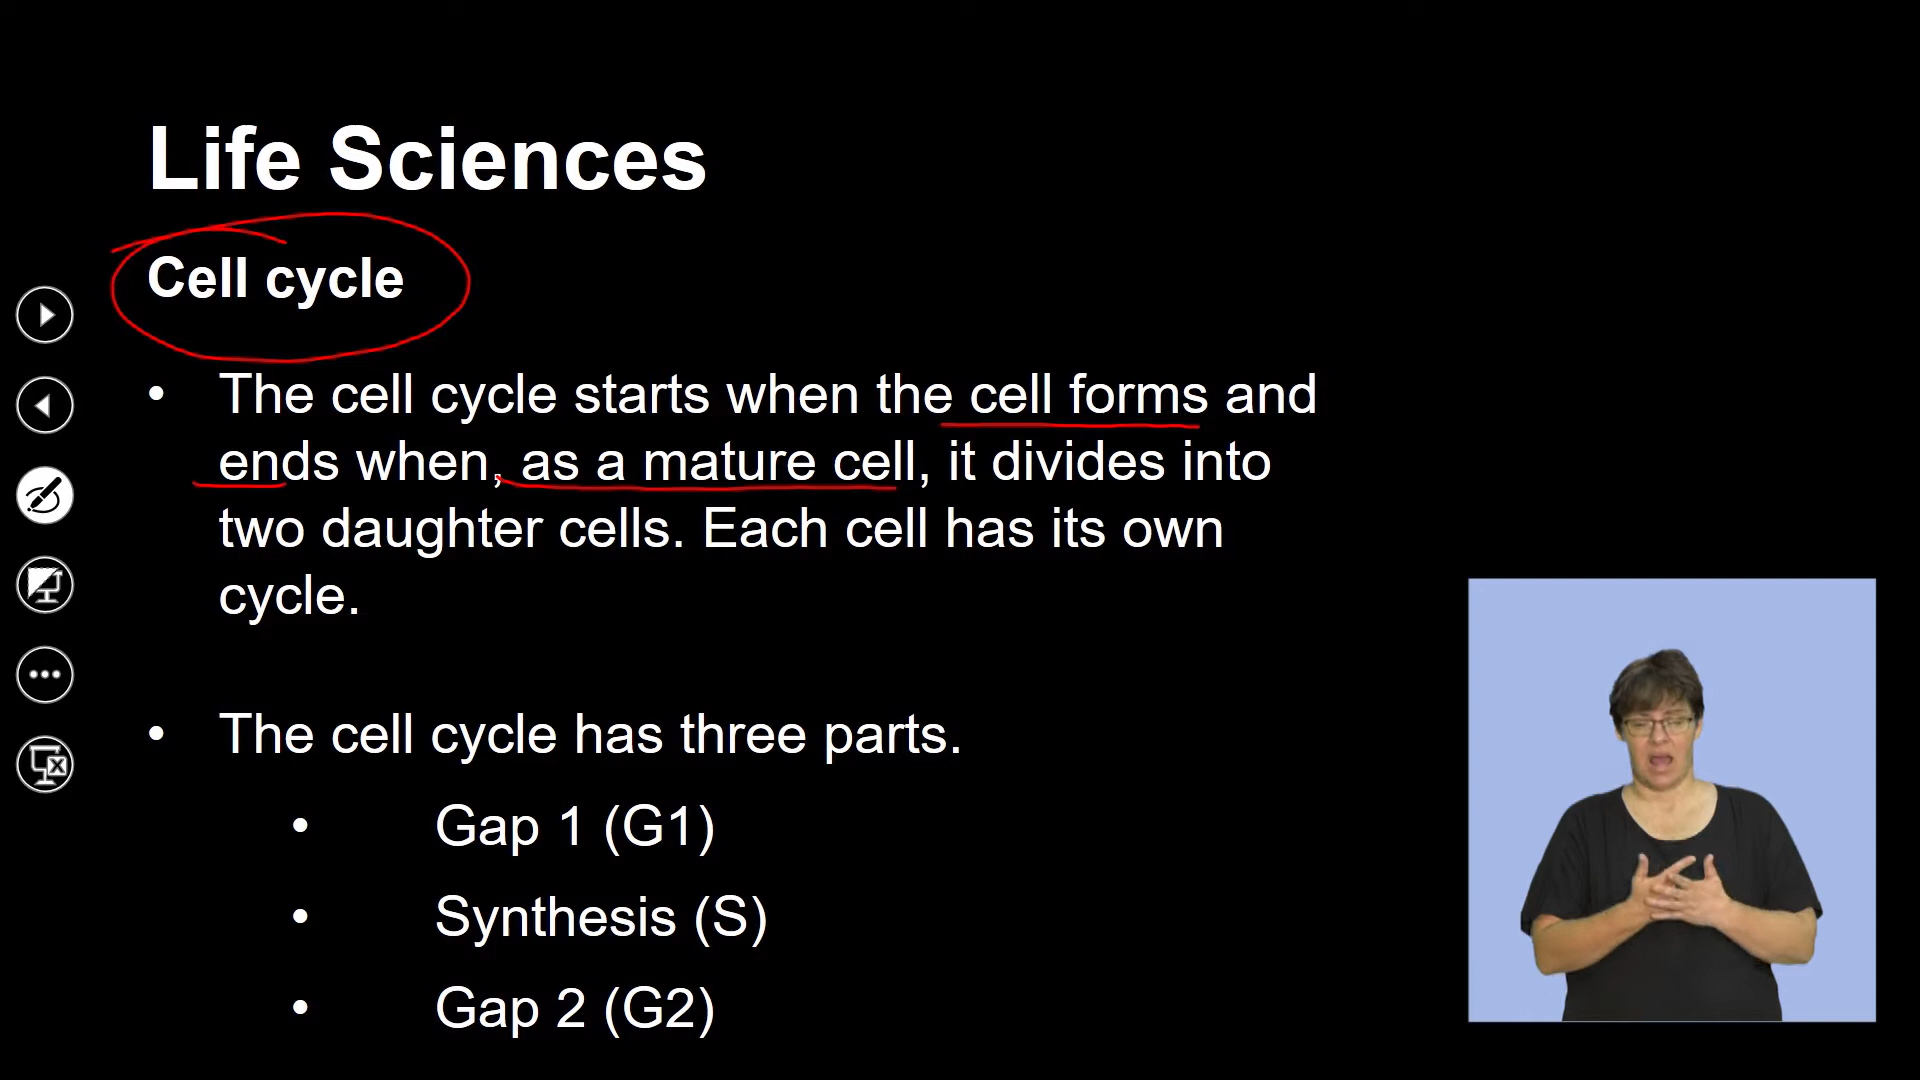 Life Sciences
Cell cycle
• The cell cycle starts when the cell forms and
ends when, as a mature cell, it divides into
two daughter cells. Each cell has its own
cycle.
• The cell cycle has three parts.
• Gap 1 (G1)
• Synthesis (S)
• Gap 2 (G2)